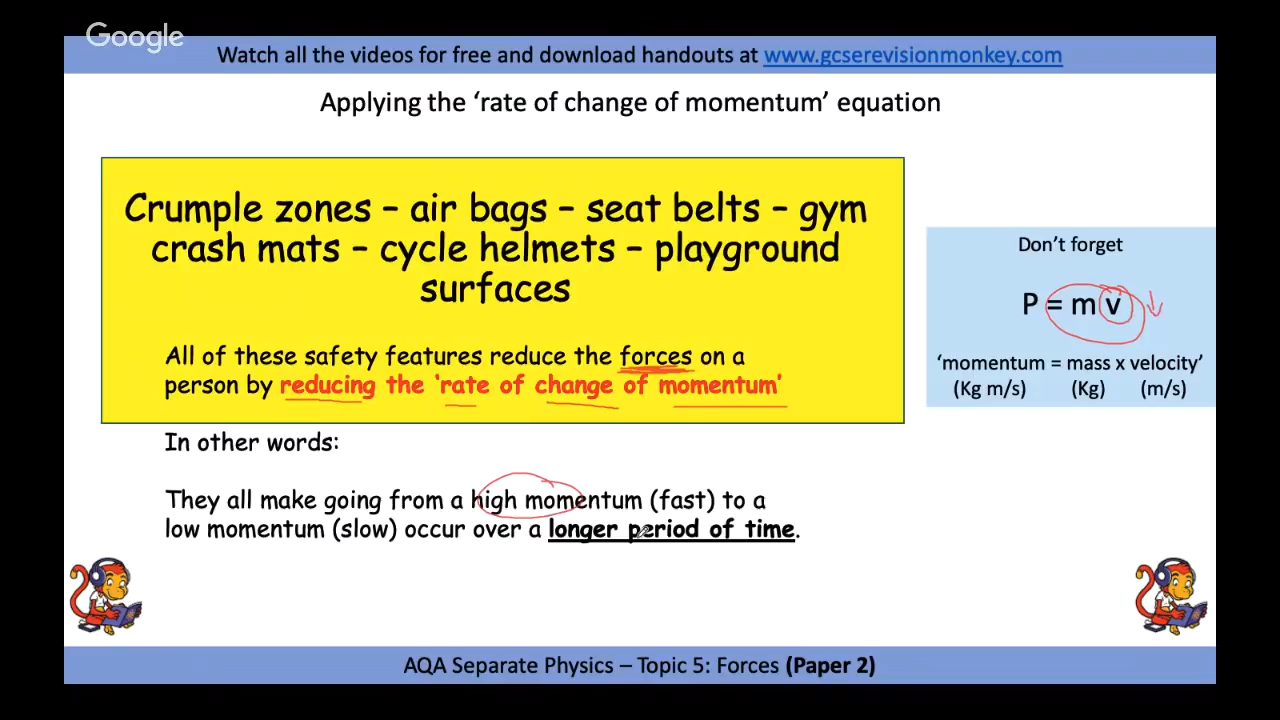 Google
Watch all the videos for free and download handouts at www.gcserevisionmonkey.com
Applying the ‘rate of change of momentum’ equation
Crumple zones – air bags – seat belts – gym
crash mats – cycle helmets – playground
surfaces
All of these safety features reduce the forces on a
person by reducing the ‘rate of change of momentum’
Don’t forget
P = m v
‘momentum = mass x velocity’
(Kg m/s) (Kg) (m/s)
In other words:
They all make going from a high momentum (fast) to a
low momentum (slow) occur over a longer period of time.
AQA Separate Physics – Topic 5: Forces (Paper 2)